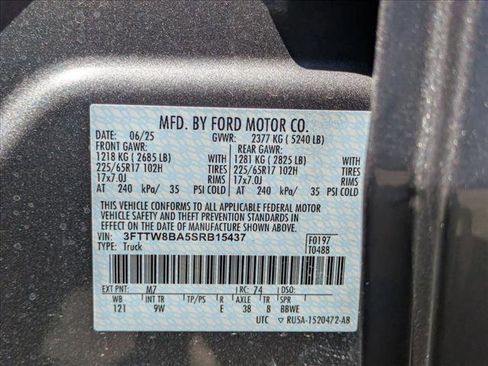 MFD. BY FORD MOTOR CO.
DATE: 06/25 GVWR: 2377 KG ( 5240 LB)
FRONT GAWR: REAR GAWR:
1218 KG ( 2685 LB) WITH 1281 KG ( 2825 LB) WITH
225/65R17 102H TIRES 225/65R17 102H TIRES
17x7.0J RIMS 17x7.0J RIMS
AT 240 kPa/ 35 PSI COLD AT 240 kPa/ 35 PSI COLD
THIS VEHICLE CONFORMS TO ALL APPLICABLE FEDERAL MOTOR
VEHICLE SAFETY AND THEFT PREVENTION STANDARDS IN
EFFECT ON THE DATE OF MANUFACTURE SHOWN ABOVE.
VIN: 3FTTW8BA5SRB15437 F0197
TYPE: Truck T0488
EXT PNT: M7 RC: 74 DSO:
WB INT TR TP/PS R AXLE TR SPR
121 9W E 38 8 BBWE
UTC RU5A-1520472-AB